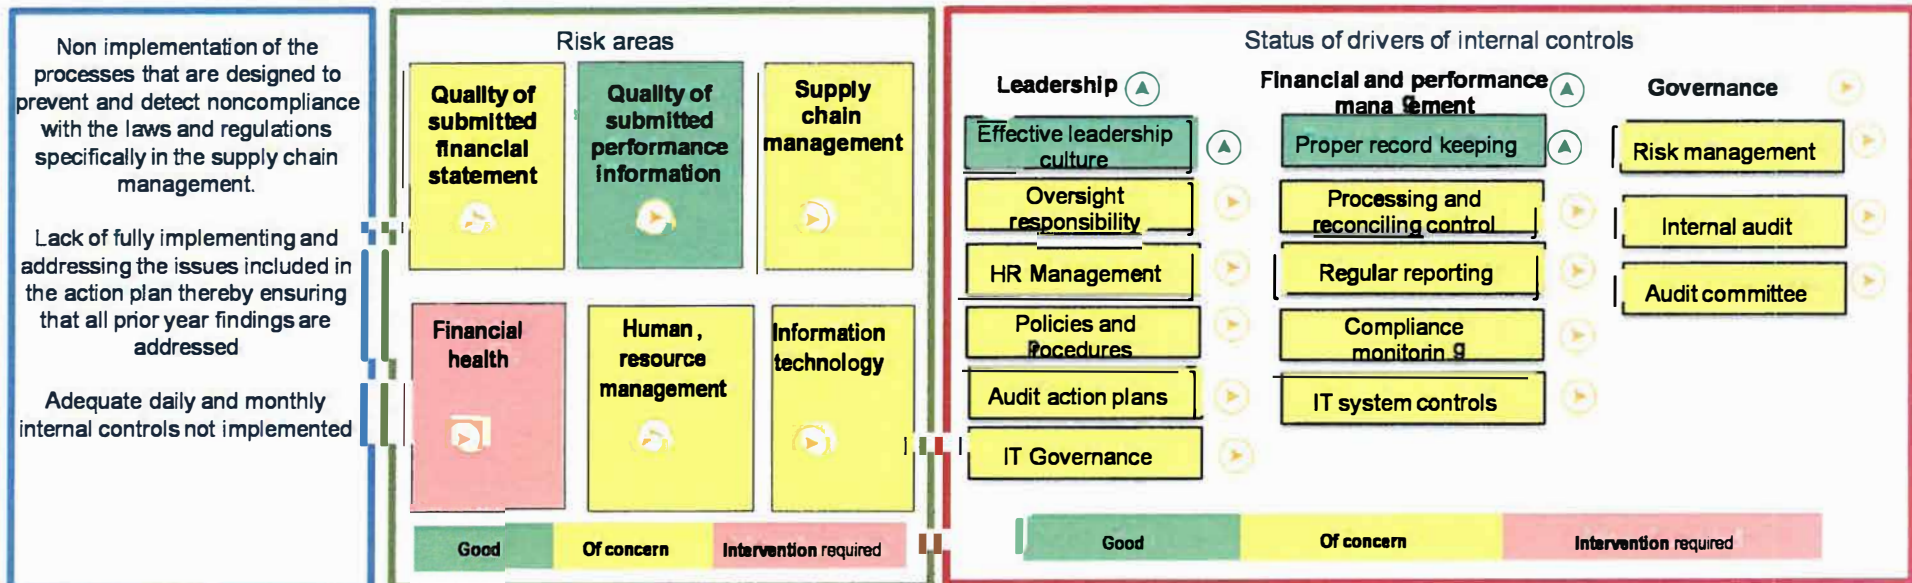 Non implementation of the
processes that are designed to
prevent and detect noncompliance
with the laws and regulations
specifically in the supply chain
management.
Lack of fully implementing and
addressing the issues included in
the action plan thereby ensuring
that all prior year findings are
addressed
Adequate daily and monthly
internal controls not implemented
Risk areas
Quality of
submitted
financial
statement
Quality of
submitted
performance
information
Supply
chain
management
Financial
health
Human,
resource
management
Information
technology
Good
Of concern
Intervention required
Status of drivers of internal controls
Leadership
Effective leadership
culture
Oversight
responsibility
HR Management
Policies and
Procedures
Audit action plans
IT Governance
Financial and performance
management
Proper record keeping
Processing and
reconciling control
Regular reporting
Compliance
monitoring
IT system controls
Governance
Risk management
Internal audit
Audit committee
Good
Of concern
Intervention required